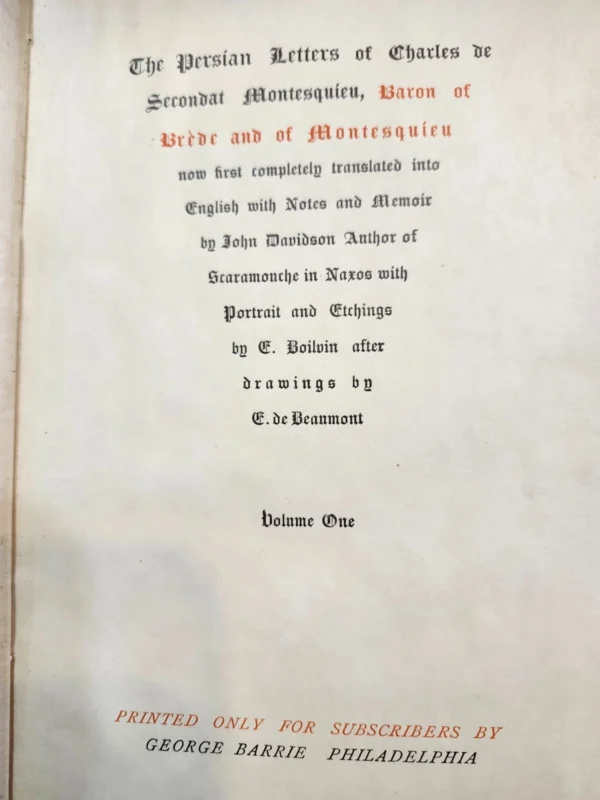 The Persian Letters of Charles de
Secondat Montesquieu, Baron of
Brède and of Montesquieu
now first completely translated into
English with Notes and Memoir
by John Davidson Author of
Scaramouche in Naxos with
Portrait and Etchings
by E. Boilvin after
drawings by
E. de Beaumont
Volume One
PRINTED ONLY FOR SUBSCRIBERS BY
GEORGE BARRIE PHILADELPHIA